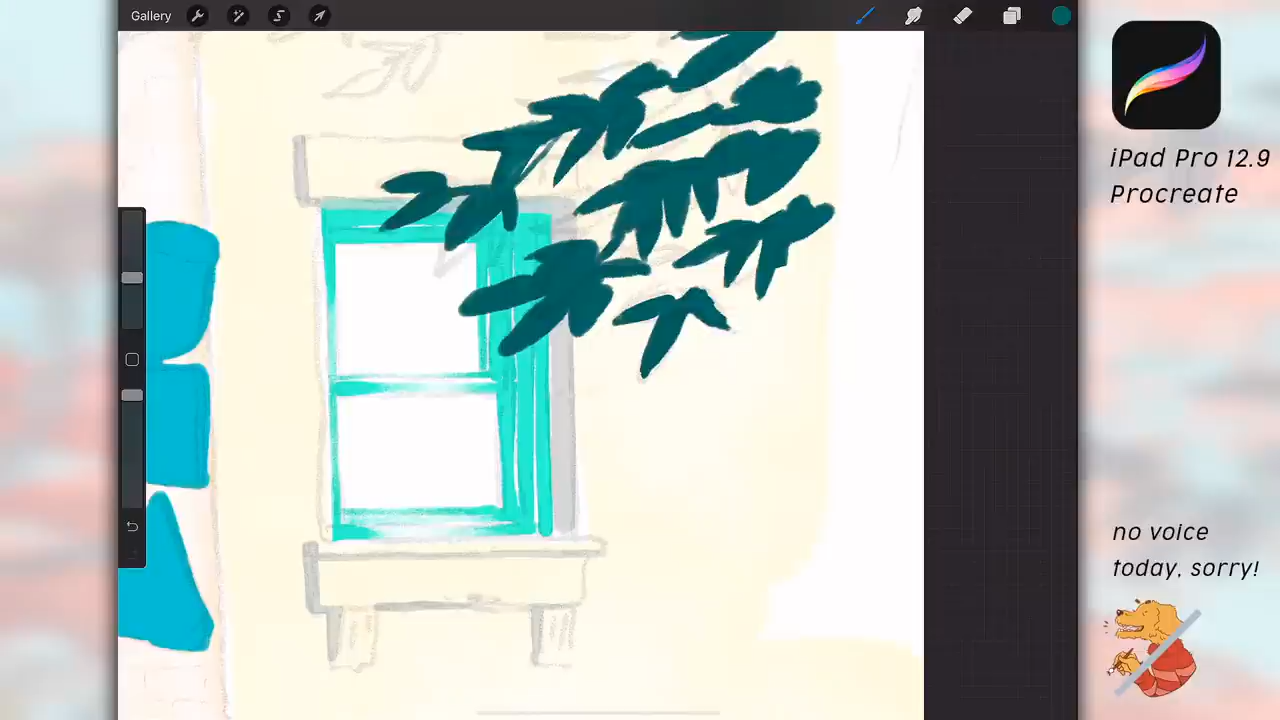 Gallery
iPad Pro 12.9
Procreate
no voice
today, sorry!